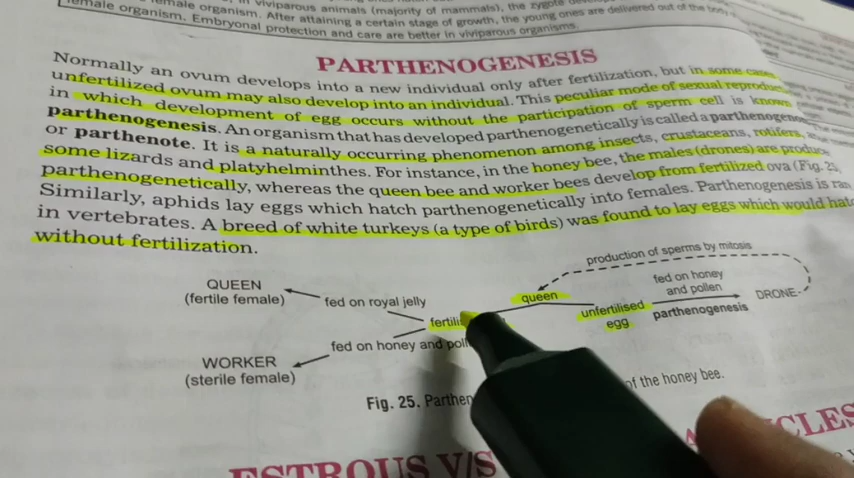 in viviparous animals (majority of mammals), the zygote
female organism. After attaining a certain stage of growth, the young ones are delivered out of the body
female organism. Embryonal protection and care are better in viviparous organisms.
PARTHENOGENESIS
Normally an ovum develops into a new individual only after fertilization, but in some cases
unfertilized ovum may also develop into an individual. This peculiar mode of sexual
in which development of egg occurs without the participation of sperm cell is known
parthenogenesis. An organism that has developed parthenogenetically is called a
or parthenote. It is a naturally occurring phenomenon among insects, crustaceans, rotifers,
some lizards and platyhelminthes. For instance, in the honey bee, the males (drones) are
parthenogenetically, whereas the queen bee and worker bees develop from fertilized ova (Fig. 25
Similarly, aphids lay eggs which hatch parthenogenetically into females. Parthenogenesis is
in vertebrates. A breed of white turkeys (a type of birds) was found to lay eggs which would
without fertilization.
production of sperms by mitosis
QUEEN
(fertile female)
fed on royal jelly
queen
unfertilised
egg
fed on honey
and pollen
parthenogenesis
DRONE
fed on honey and
WORKER
(sterile female)
Fig. 25. of the honey bee.
ESTROUS V/S